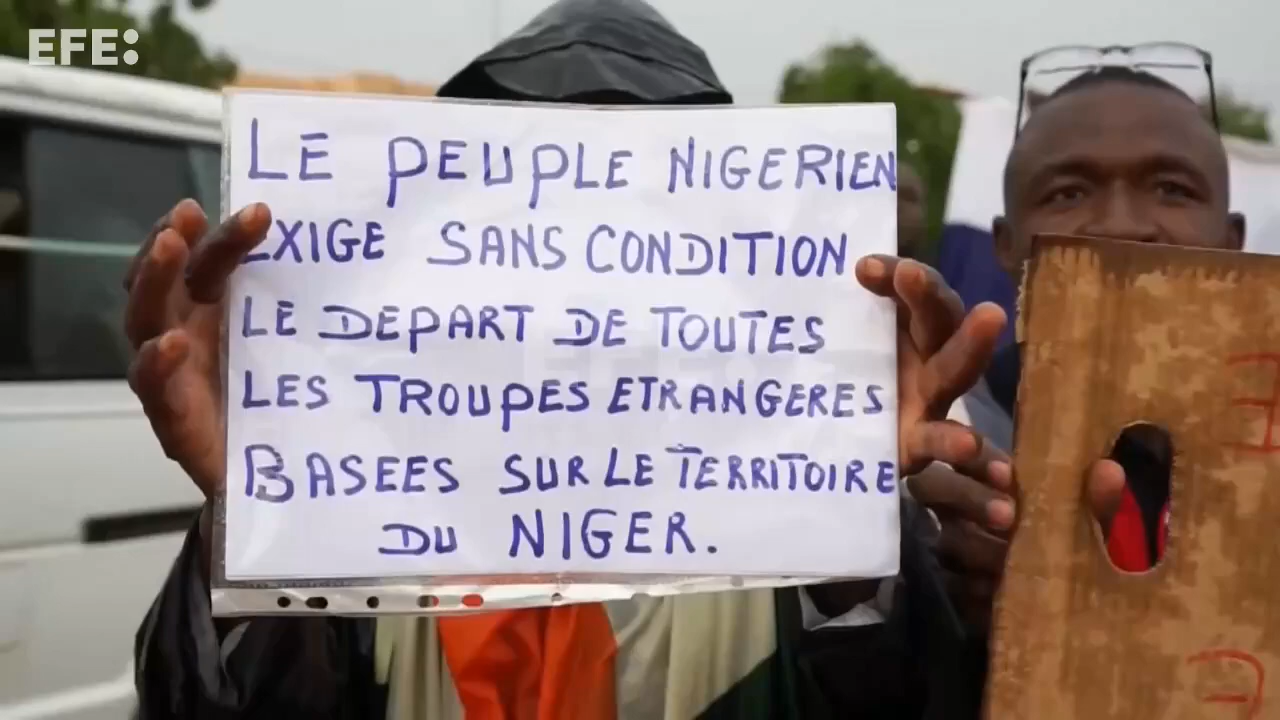 EFE:
LE PEUPLE NIGERIEN
EXIGE SANS CONDITION
LE DEPART DE TOUTES
LES TROUPES ETRANGERES
BASEES SUR LE TERRITOIRE
DU NIGER.